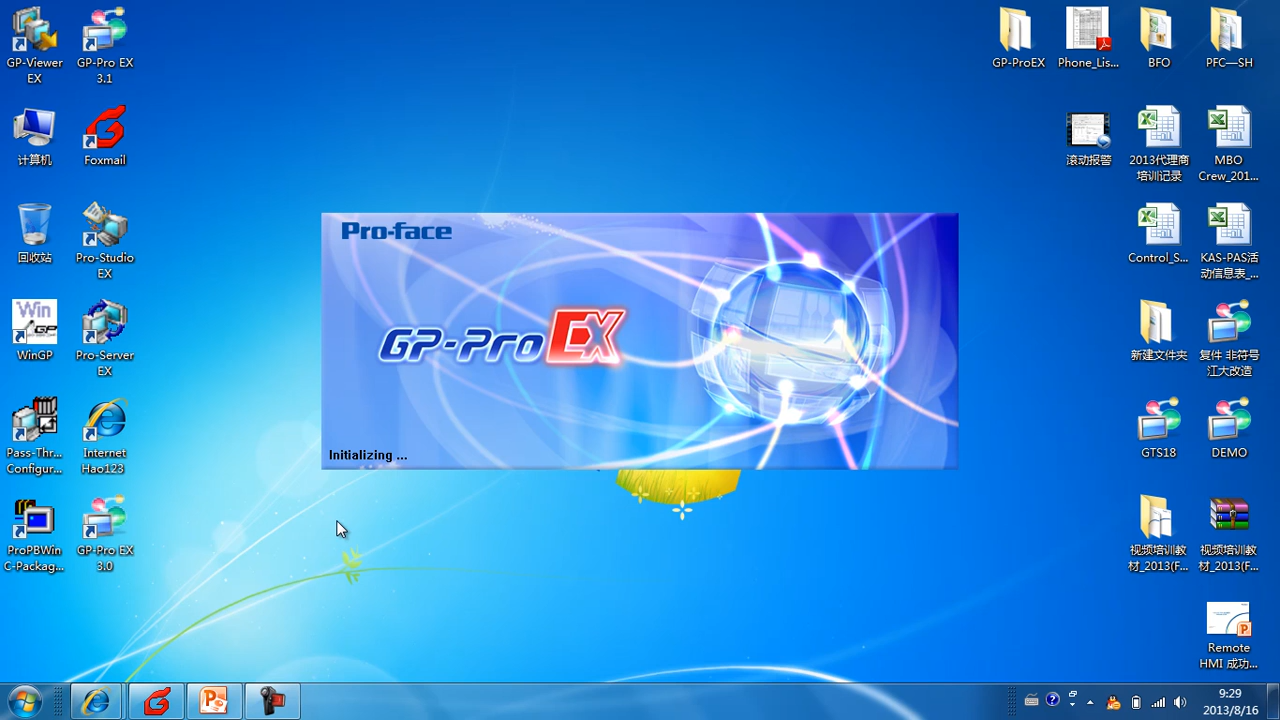 GP-Viewer
EX
GP-Pro EX
3.1
计算机
Foxmail
回收站
Pro-Studio
EX
Win
GP
WinGP
Pro-Server
EX
Pass-Thr...
Configur...
Internet
Hao123
ProPBWin
C-Packag...
GP-Pro EX
3.0
Pro-face
GP-Pro EX
Initializing ...
GP-ProEX
Phone_Lis...
BFO
PFC—SH
滚动报警
2013代理商
培训记录
MBO
Crew_201...
Control_S...
KAS-PAS活
动信息表_...
新建文件夹
复件 非符号
江大改造
GTS18
DEMO
视频培训教
材_2013(F...
视频培训教
材_2013(F...
Remote
HMI 成功...
9:29
2013/8/16